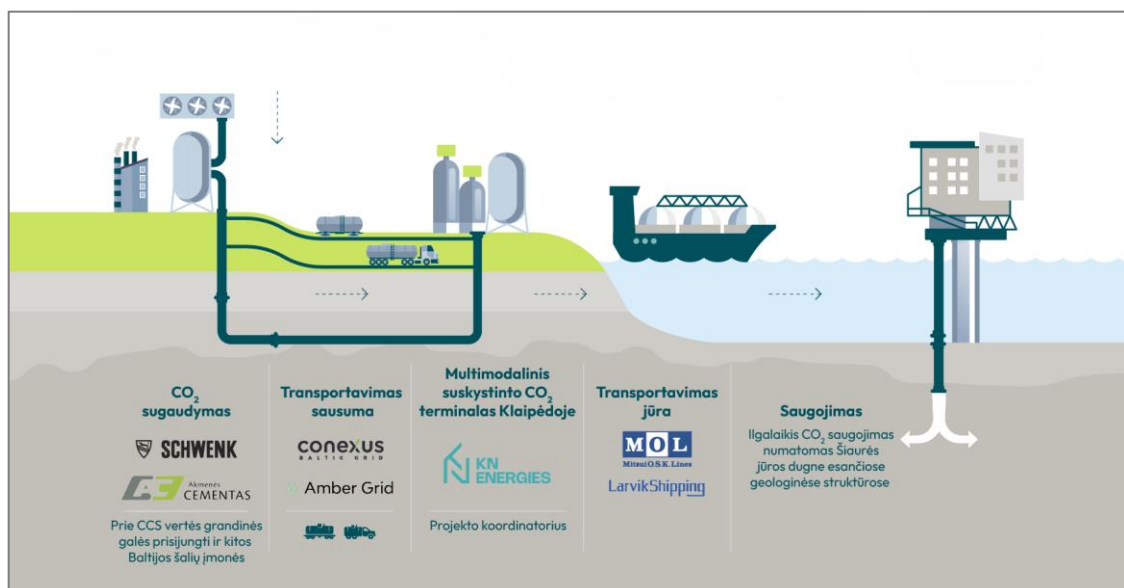 CO₂
sugaudymas
SCHWENK
Akmenės
CEMENTAS
Prie CCS vertės grandinės
galės prisijungti ir kitos
Baltijos šalių įmonės
Transportavimas
sausuma
conexus
BALTIC GRID
Amber Grid
Multimodalinis
suskystinto CO₂
terminalas Klaipėdoje
KN
ENERGIES
Projekto koordinatorius
Transportavimas
jūra
MOL
Mitsui O.S.K. Lines
LarvikShipping
Saugojimas
Ilgalaikis CO₂ saugojimas
numatomas Šiaurės
jūros dugne esančiose
geologinėse struktūrose